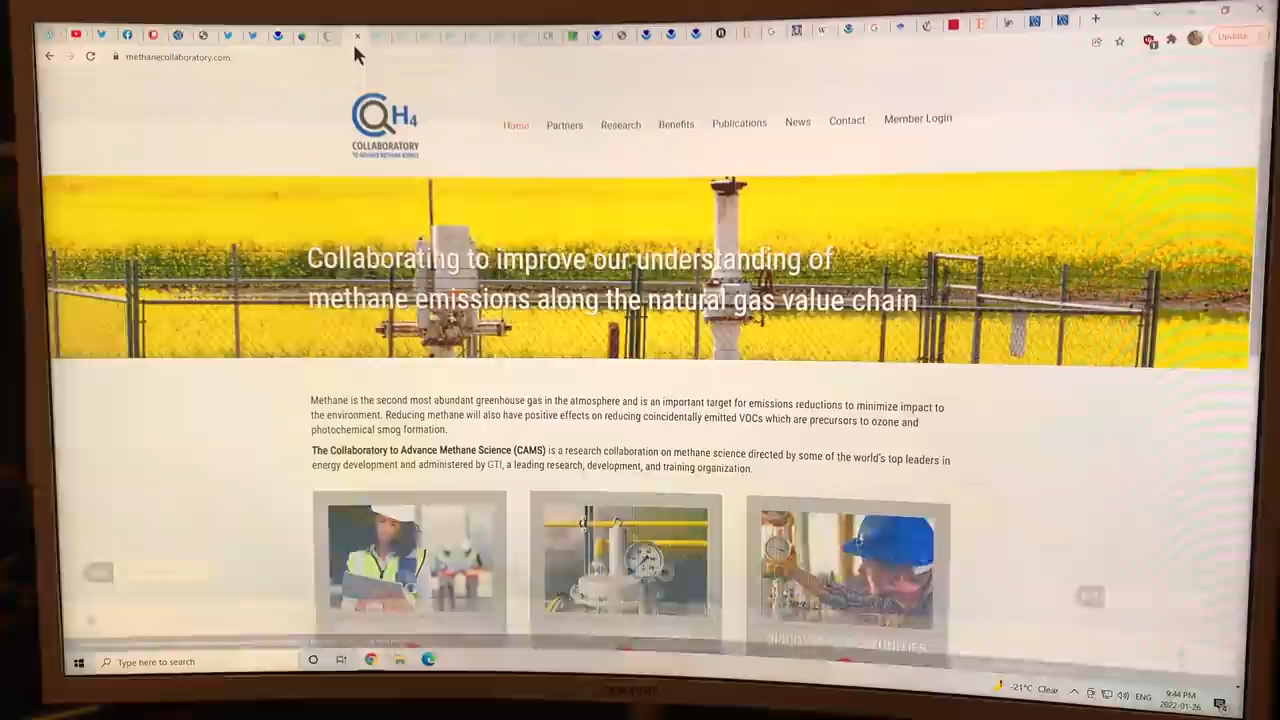 Update
methanecollaboratory.com
CH4
COLLABORATORY
TO ADVANCE METHANE SCIENCE
Home Partners Research Benefits Publications News Contact Member Login
Collaborating to improve our understanding of
methane emissions along the natural gas value chain
Methane is the second most abundant greenhouse gas in the atmosphere and is an important target for emissions reductions to minimize impact to
the environment. Reducing methane will also have positive effects on reducing coincidentally emitted VOCs which are precursors to ozone and
photochemical smog formation.
The Collaboratory to Advance Methane Science (CAMS) is a research collaboration on methane science directed by some of the world's top leaders in
energy development and administered by GTI, a leading research, development, and training organization.
Type here to search
-21°C Clear
ENG
9:44 PM
2022-01-26
SAMSUNG